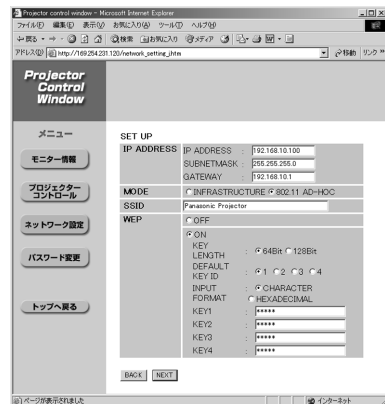 Projector control window - Microsoft Internet Explorer
ファイル(F) 編集(E) 表示(V) お気に入り(A) ツール(T) ヘルプ(H)
戻る 検索 お気に入り メディア
アドレス(D) http://169.254.231.120/network_setting_jhtm 移動 リンク »
Projector
Control
Window
メニュー
モニター情報
プロジェクター
コントロール
ネットワーク設定
パスワード変更
トップへ戻る
SET UP
IP ADDRESS IP ADDRESS : 192.168.10.100
SUBNETMASK : 255.255.255.0
GATEWAY : 192.168.10.1
MODE INFRASTRUCTURE 802.11 AD-HOC
SSID Panasonic Projector
WEP OFF
ON
KEY LENGTH : 64Bit 128Bit
DEFAULT KEY ID : 1 2 3 4
INPUT FORMAT : CHARACTER HEXADECIMAL
KEY1 : *****
KEY2 : *****
KEY3 : *****
KEY4 : *****
BACK NEXT
ページが表示されました インターネット